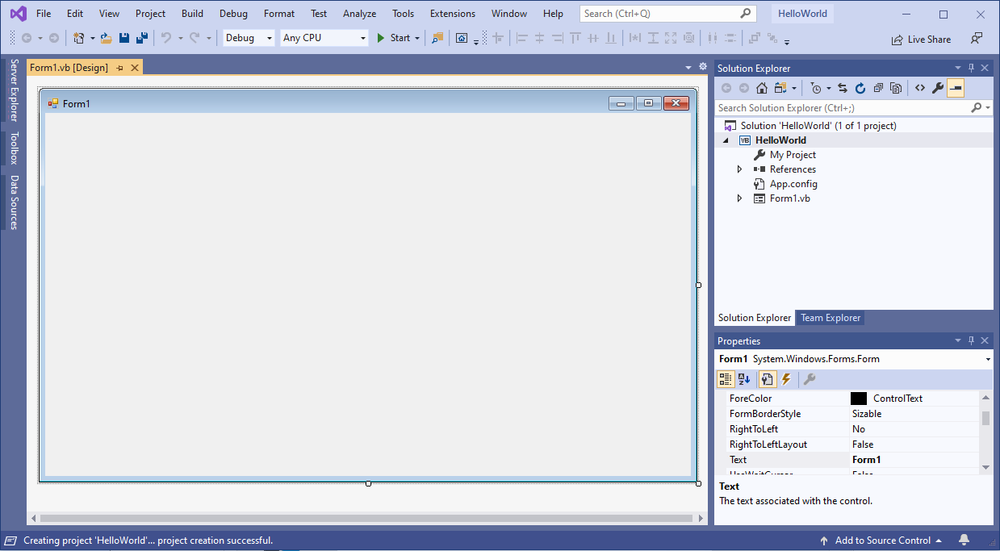 File Edit View Project Build Debug Format Test Analyze Tools Extensions Window Help Search (Ctrl+Q) HelloWorld
Debug Any CPU Start Live Share
Server Explorer
Toolbox
Data Sources
Form1.vb [Design]
Form1
Solution Explorer
Search Solution Explorer (Ctrl+;)
Solution 'HelloWorld' (1 of 1 project)
VB HelloWorld
My Project
References
App.config
Form1.vb
Solution Explorer Team Explorer
Properties
Form1 System.Windows.Forms.Form
ForeColor ControlText
FormBorderStyle Sizable
RightToLeft No
RightToLeftLayout False
Text Form1
UseWaitCursor False
Text
The text associated with the control.
Creating project 'HelloWorld'... project creation successful. Add to Source Control